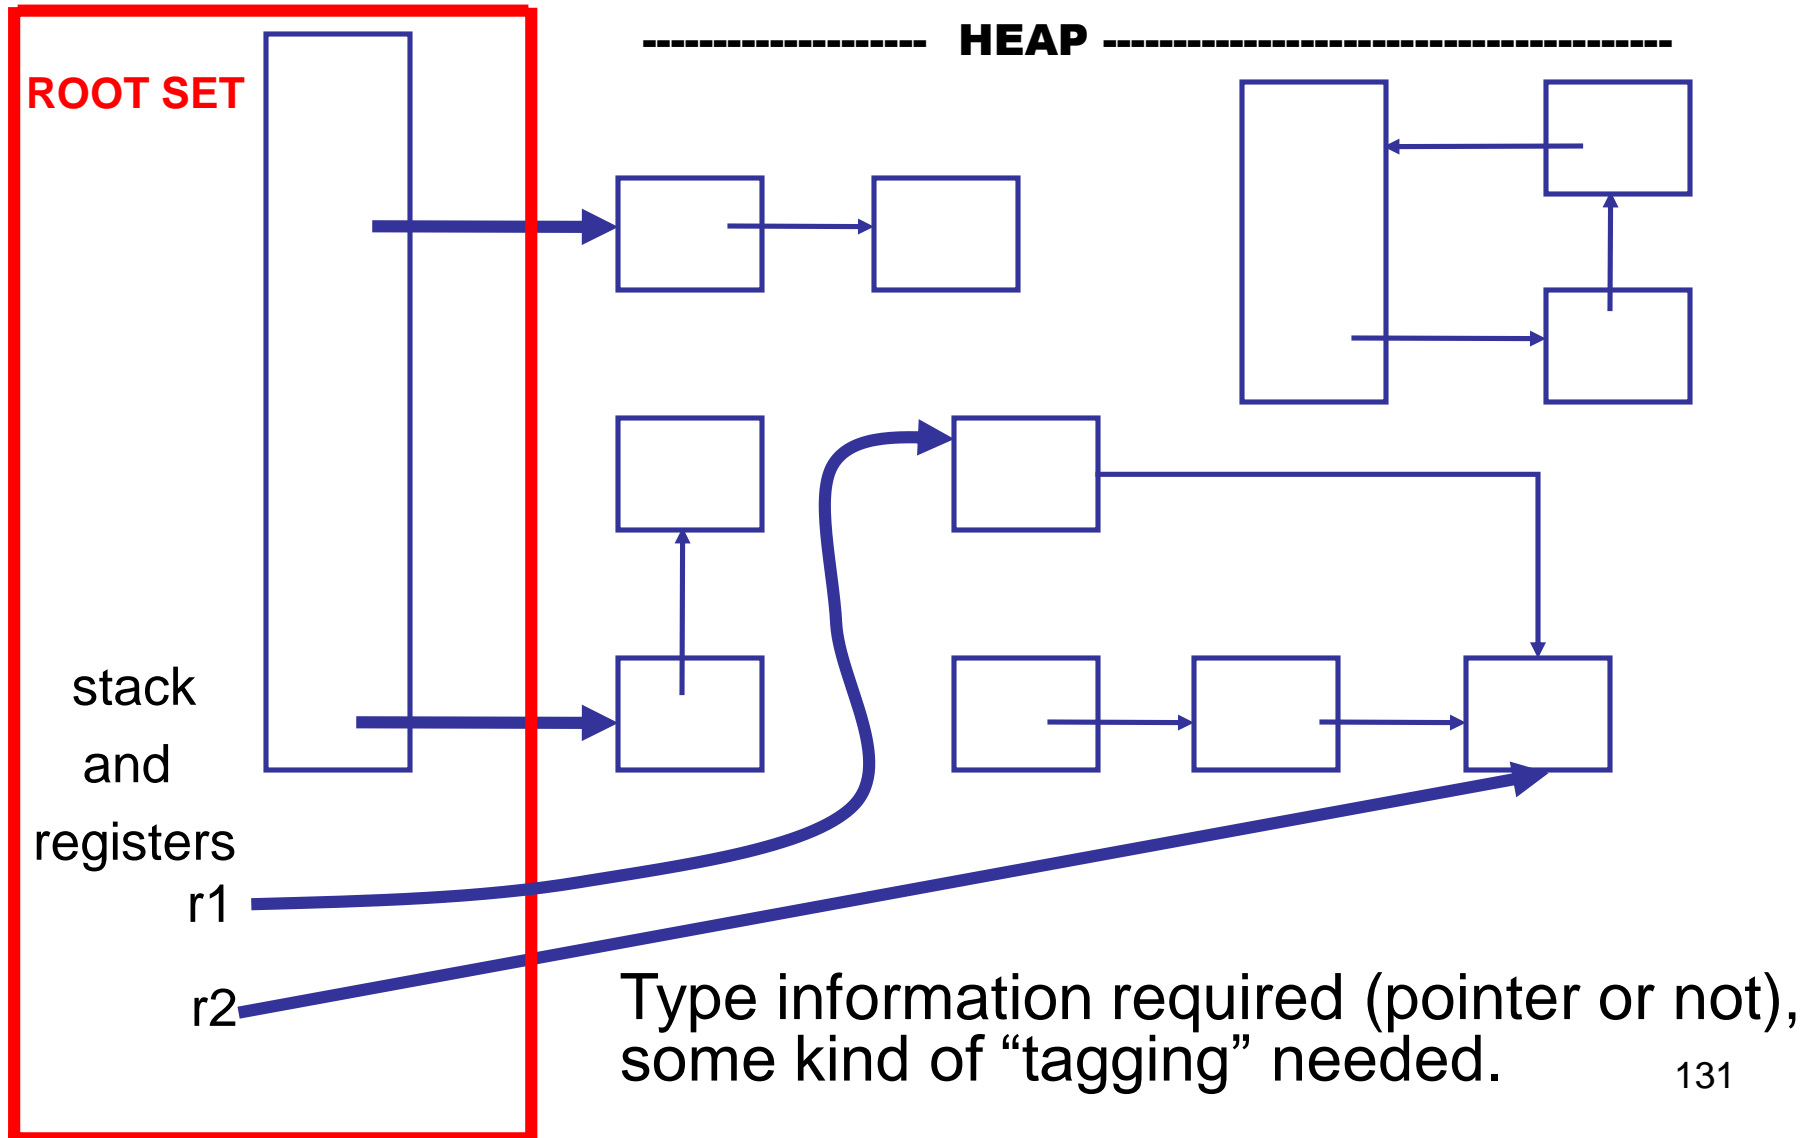 -------------------- HEAP ----------------------------------------
ROOT SET
stack
and
registers
r1
r2
Type information required (pointer or not),
some kind of “tagging” needed.
131